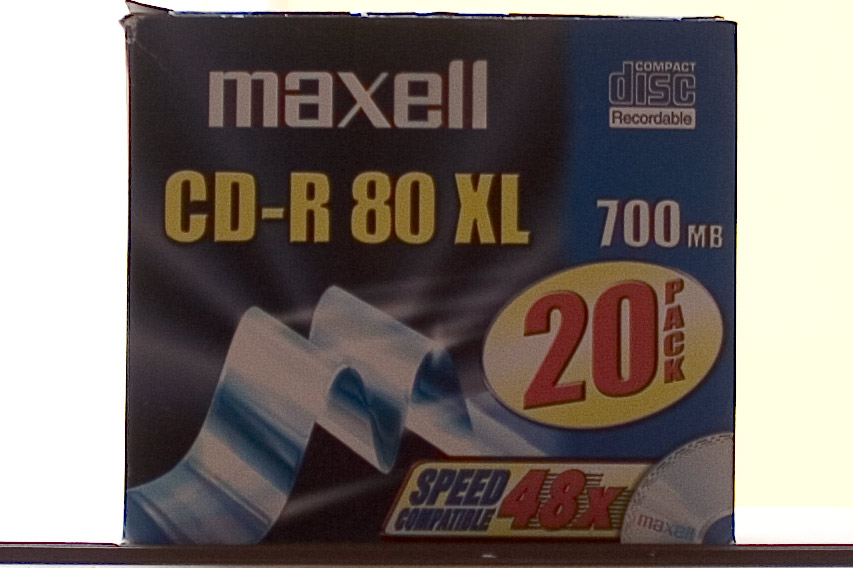 maxell
COMPACT
disc
Recordable
CD-R 80 XL
700 MB
20 PACK
SPEED
COMPATIBLE
48x
maxell